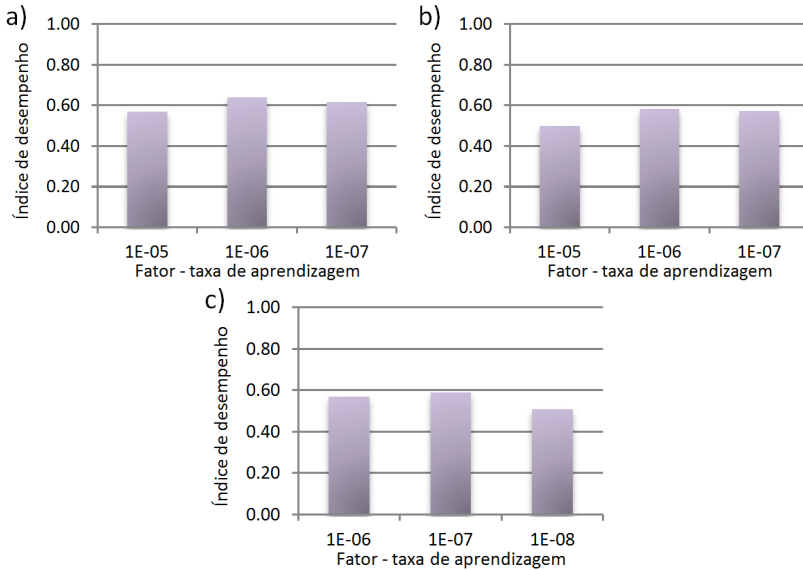 a)
Índice de desempenho
1.00
0.80
0.60
0.40
0.20
0.00
1E-05 1E-06 1E-07
Fator - taxa de aprendizagem
b)
Índice de desempenho
1.00
0.80
0.60
0.40
0.20
0.00
1E-05 1E-06 1E-07
Fator - taxa de aprendizagem
c)
Índice de desempenho
1.00
0.80
0.60
0.40
0.20
0.00
1E-06 1E-07 1E-08
Fator - taxa de aprendizagem